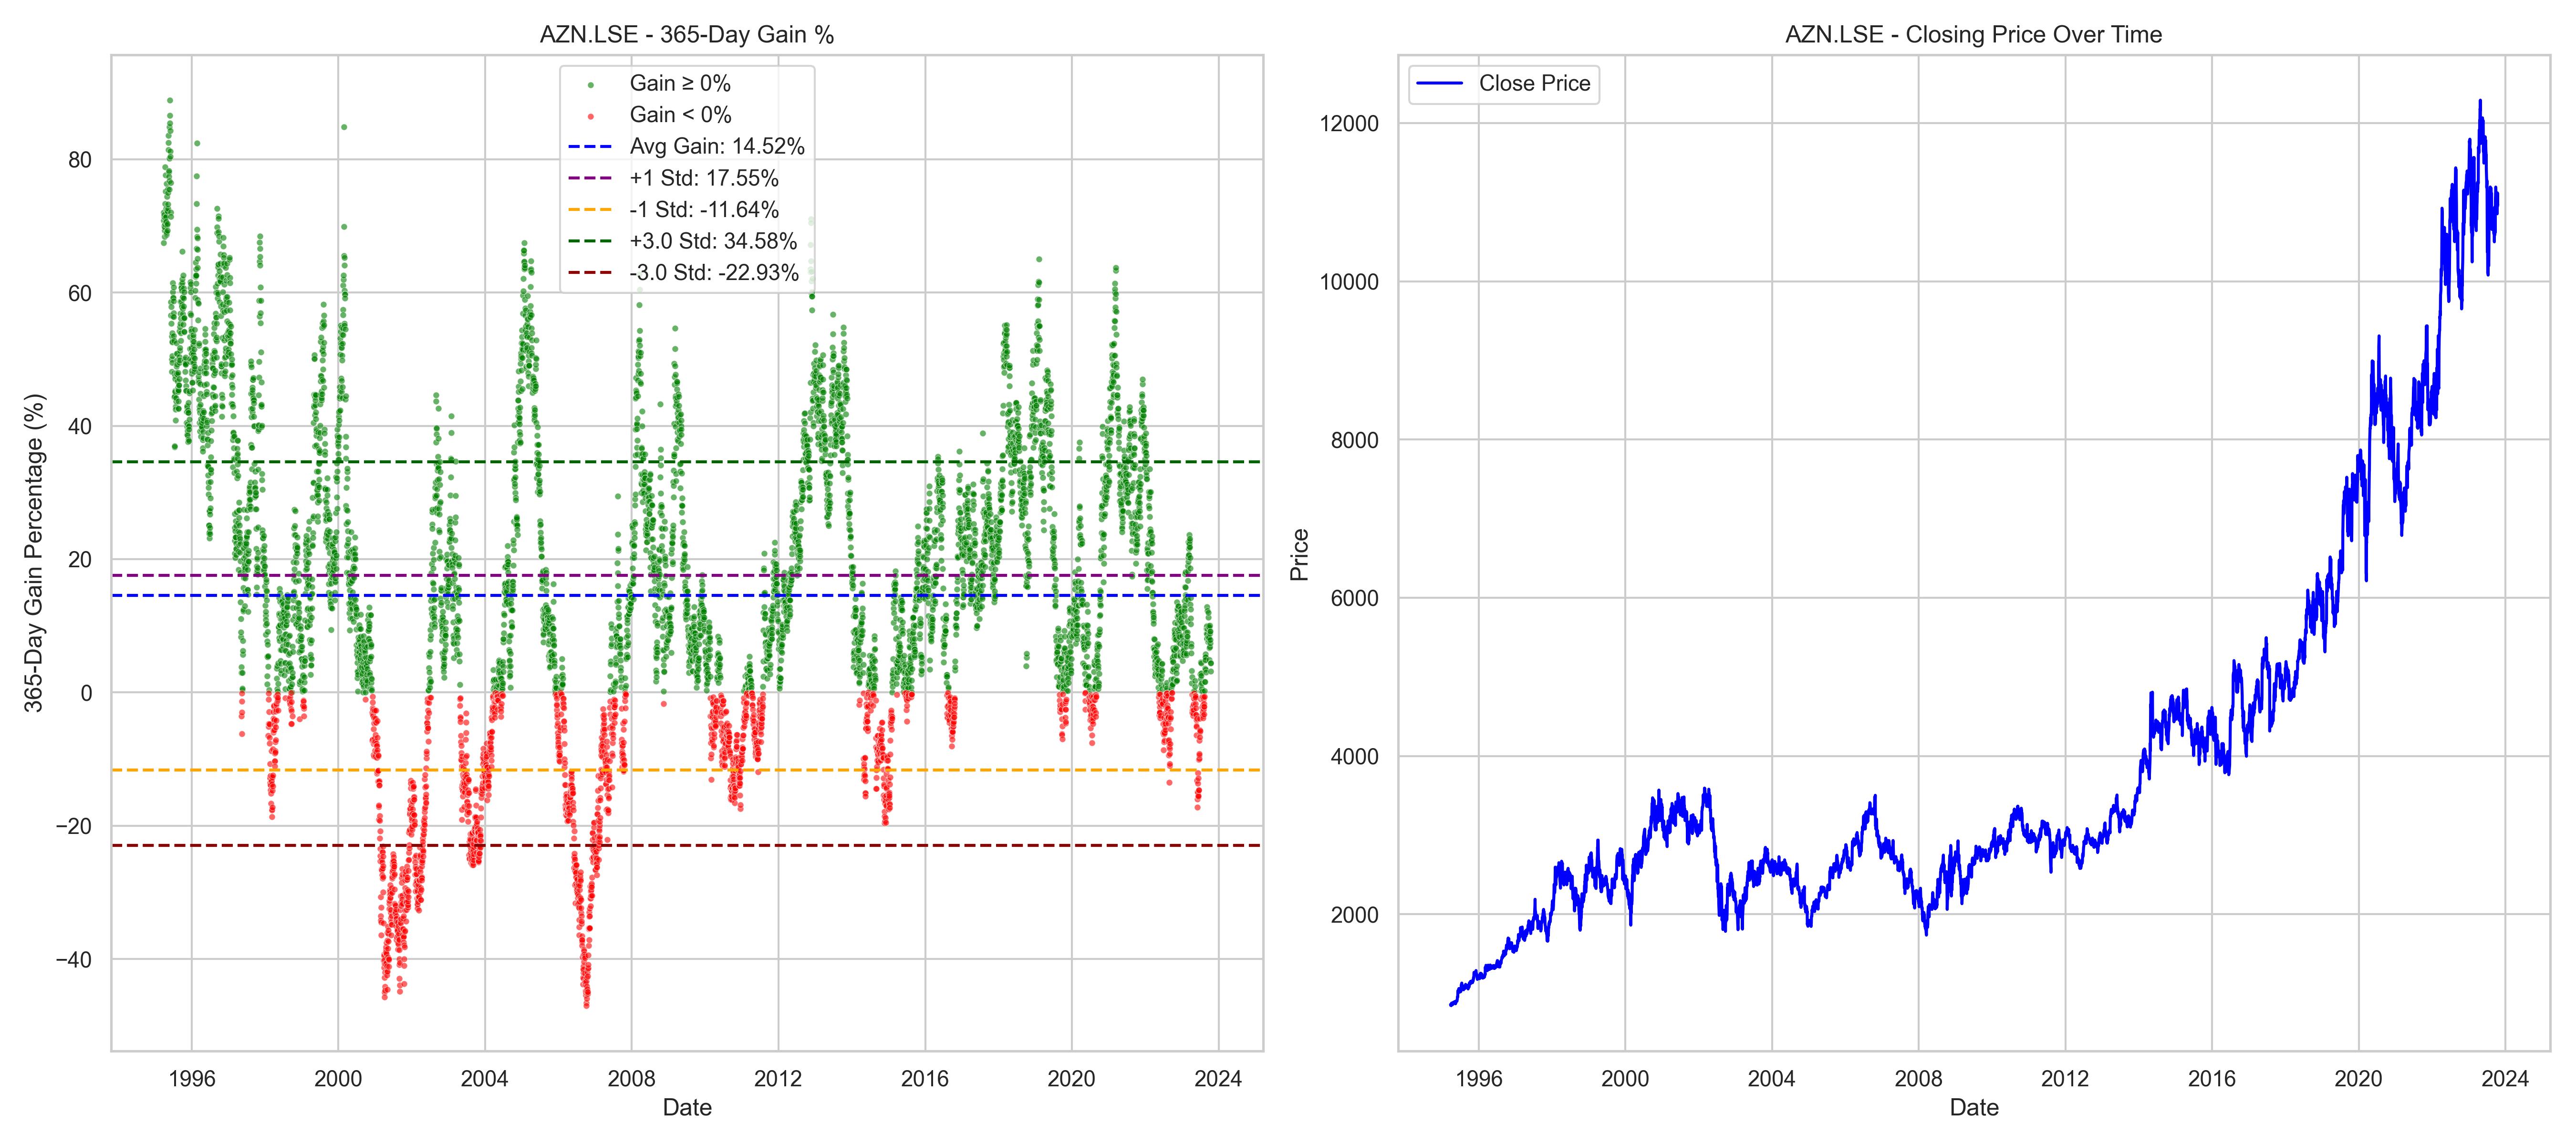 AZN.LSE - 365-Day Gain %
Gain ≥ 0%
Gain < 0%
Avg Gain: 14.52%
+1 Std: 17.55%
-1 Std: -11.64%
+3.0 Std: 34.58%
-3.0 Std: -22.93%
365-Day Gain Percentage (%)
80
60
40
20
0
−20
−40
1996 2000 2004 2008 2012 2016 2020 2024
Date
AZN.LSE - Closing Price Over Time
Close Price
Price
12000
10000
8000
6000
4000
2000
1996 2000 2004 2008 2012 2016 2020 2024
Date